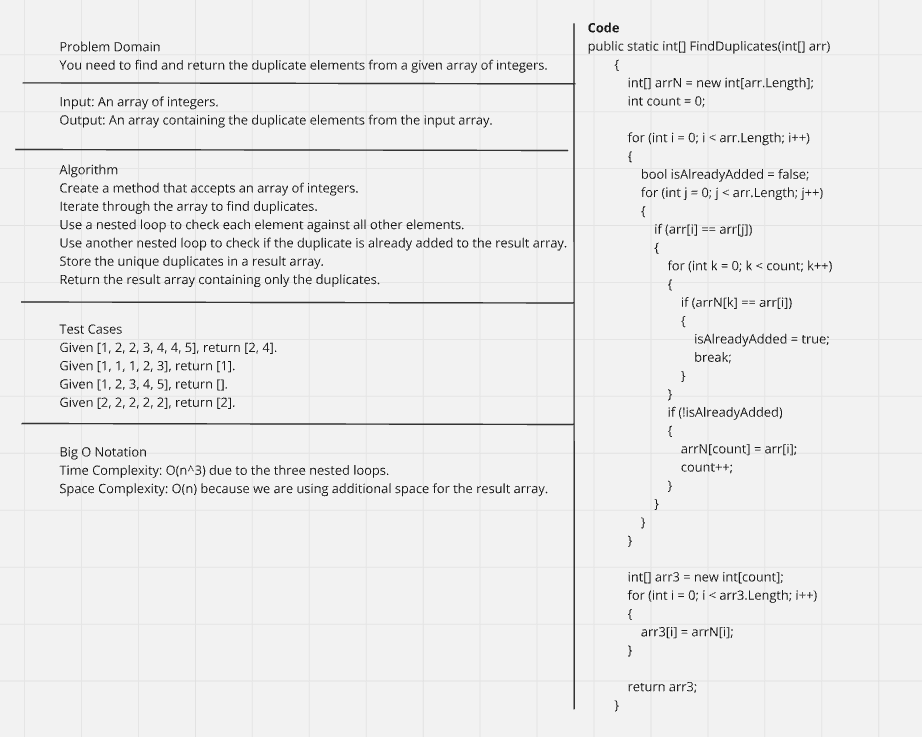 Problem Domain
You need to find and return the duplicate elements from a given array of integers.
Input: An array of integers.
Output: An array containing the duplicate elements from the input array.
Algorithm
Create a method that accepts an array of integers.
Iterate through the array to find duplicates.
Use a nested loop to check each element against all other elements.
Use another nested loop to check if the duplicate is already added to the result array.
Store the unique duplicates in a result array.
Return the result array containing only the duplicates.
Test Cases
Given [1, 2, 2, 3, 4, 4, 5], return [2, 4].
Given [1, 1, 1, 2, 3], return [1].
Given [1, 2, 3, 4, 5], return [].
Given [2, 2, 2, 2, 2], return [2].
Big O Notation
Time Complexity: O(n^3) due to the three nested loops.
Space Complexity: O(n) because we are using additional space for the result array.
Code
public static int[] FindDuplicates(int[] arr)
{
int[] arrN = new int[arr.Length];
int count = 0;
for (int i = 0; i < arr.Length; i++)
{
bool isAlreadyAdded = false;
for (int j = 0; j < arr.Length; j++)
{
if (arr[i] == arr[j])
{
for (int k = 0; k < count; k++)
{
if (arrN[k] == arr[i])
{
isAlreadyAdded = true;
break;
}
}
if (!isAlreadyAdded)
{
arrN[count] = arr[i];
count++;
}
}
}
}
int[] arr3 = new int[count];
for (int i = 0; i < arr3.Length; i++)
{
arr3[i] = arrN[i];
}
return arr3;
}